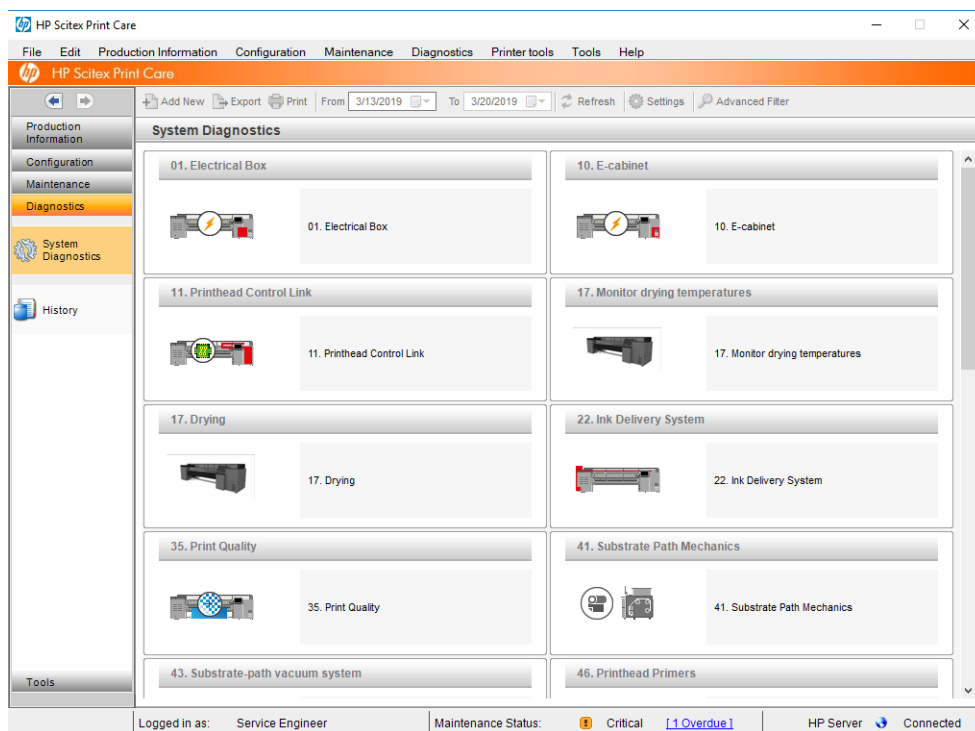 hp HP Scitex Print Care
File Edit Production Information Configuration Maintenance Diagnostics Printer tools Tools Help
hp HP Scitex Print Care
Add New Export Print From 3/13/2019 To 3/20/2019 Refresh Settings Advanced Filter
Production
Information
Configuration
Maintenance
Diagnostics
System
Diagnostics
History
Tools
System Diagnostics
01. Electrical Box
01. Electrical Box
10. E-cabinet
10. E-cabinet
11. Printhead Control Link
11. Printhead Control Link
17. Monitor drying temperatures
17. Monitor drying temperatures
17. Drying
17. Drying
22. Ink Delivery System
22. Ink Delivery System
35. Print Quality
35. Print Quality
41. Substrate Path Mechanics
41. Substrate Path Mechanics
43. Substrate-path vacuum system
46. Printhead Primers
Logged in as: Service Engineer Maintenance Status: Critical [ 1 Overdue ] HP Server Connected